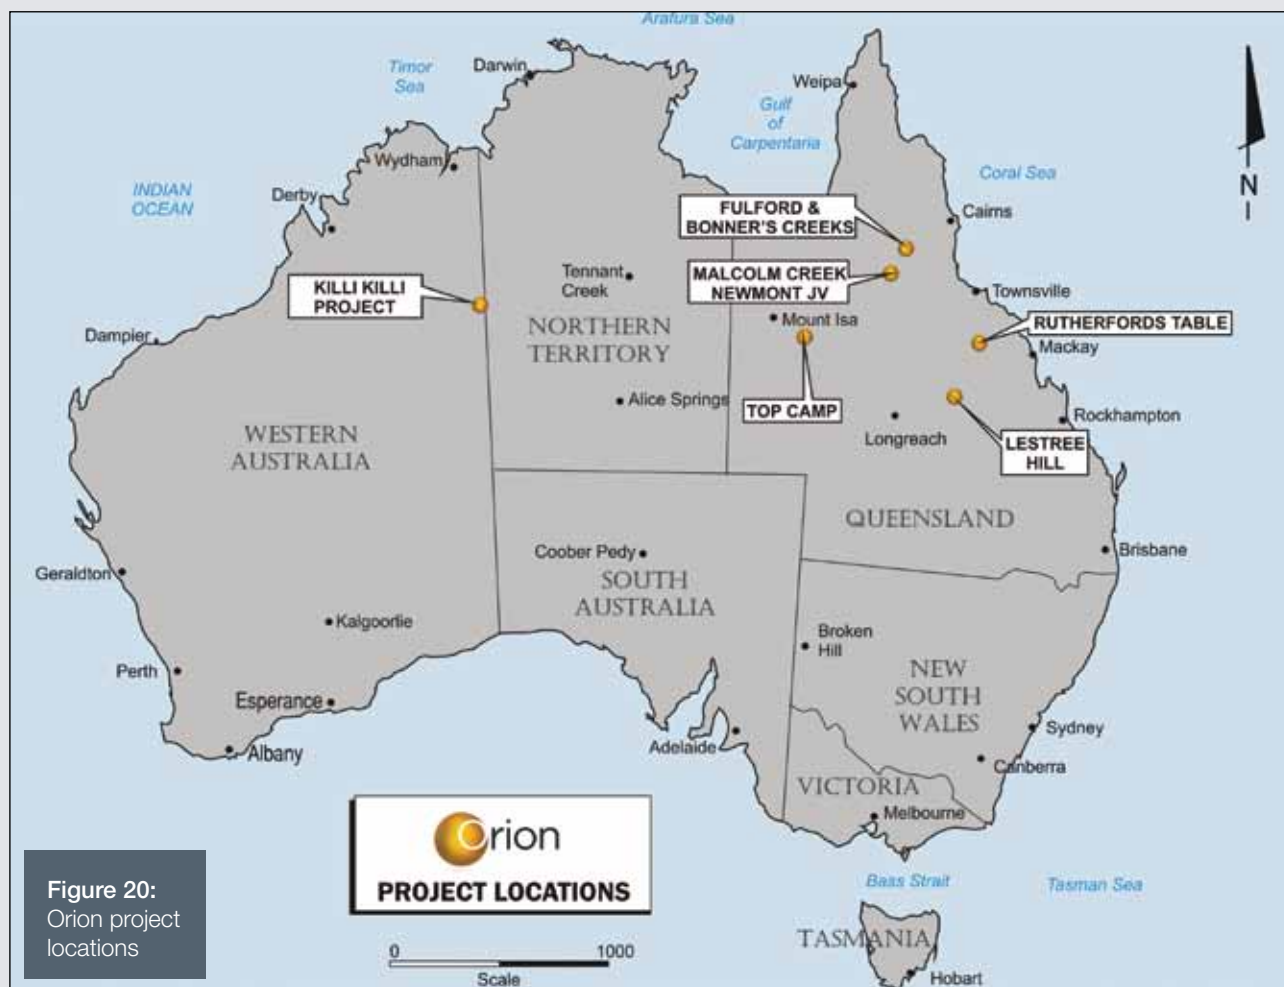 Arafura Sea
Timor
Sea
Darwin
Weipa
Gulf
of
Carpentaria
Wydham
INDIAN
OCEAN
Derby
Coral Sea
N
FULFORD &
BONNER'S CREEKS
Cairns
KILLI KILLI
PROJECT
Tennant
Creek
MALCOLM CREEK
NEWMONT JV
Townsville
NORTHERN
TERRITORY
Mount Isa
RUTHERFORDS TABLE
Dampier
Mackay
Alice Springs
TOP CAMP
Rockhampton
WESTERN
AUSTRALIA
Longreach
LESTREE
HILL
QUEENSLAND
Coober Pedy
Brisbane
Geraldton
SOUTH
AUSTRALIA
Kalgoorlie
Broken
Hill
Perth
NEW
SOUTH
WALES
Esperance
Sydney
Albany
Adelaide
Canberra
VICTORIA
Melbourne
Orion
PROJECT LOCATIONS
Figure 20:
Orion project
locations
Bass Strait
Tasman Sea
TASMANIA
0 1000
Scale
Hobart